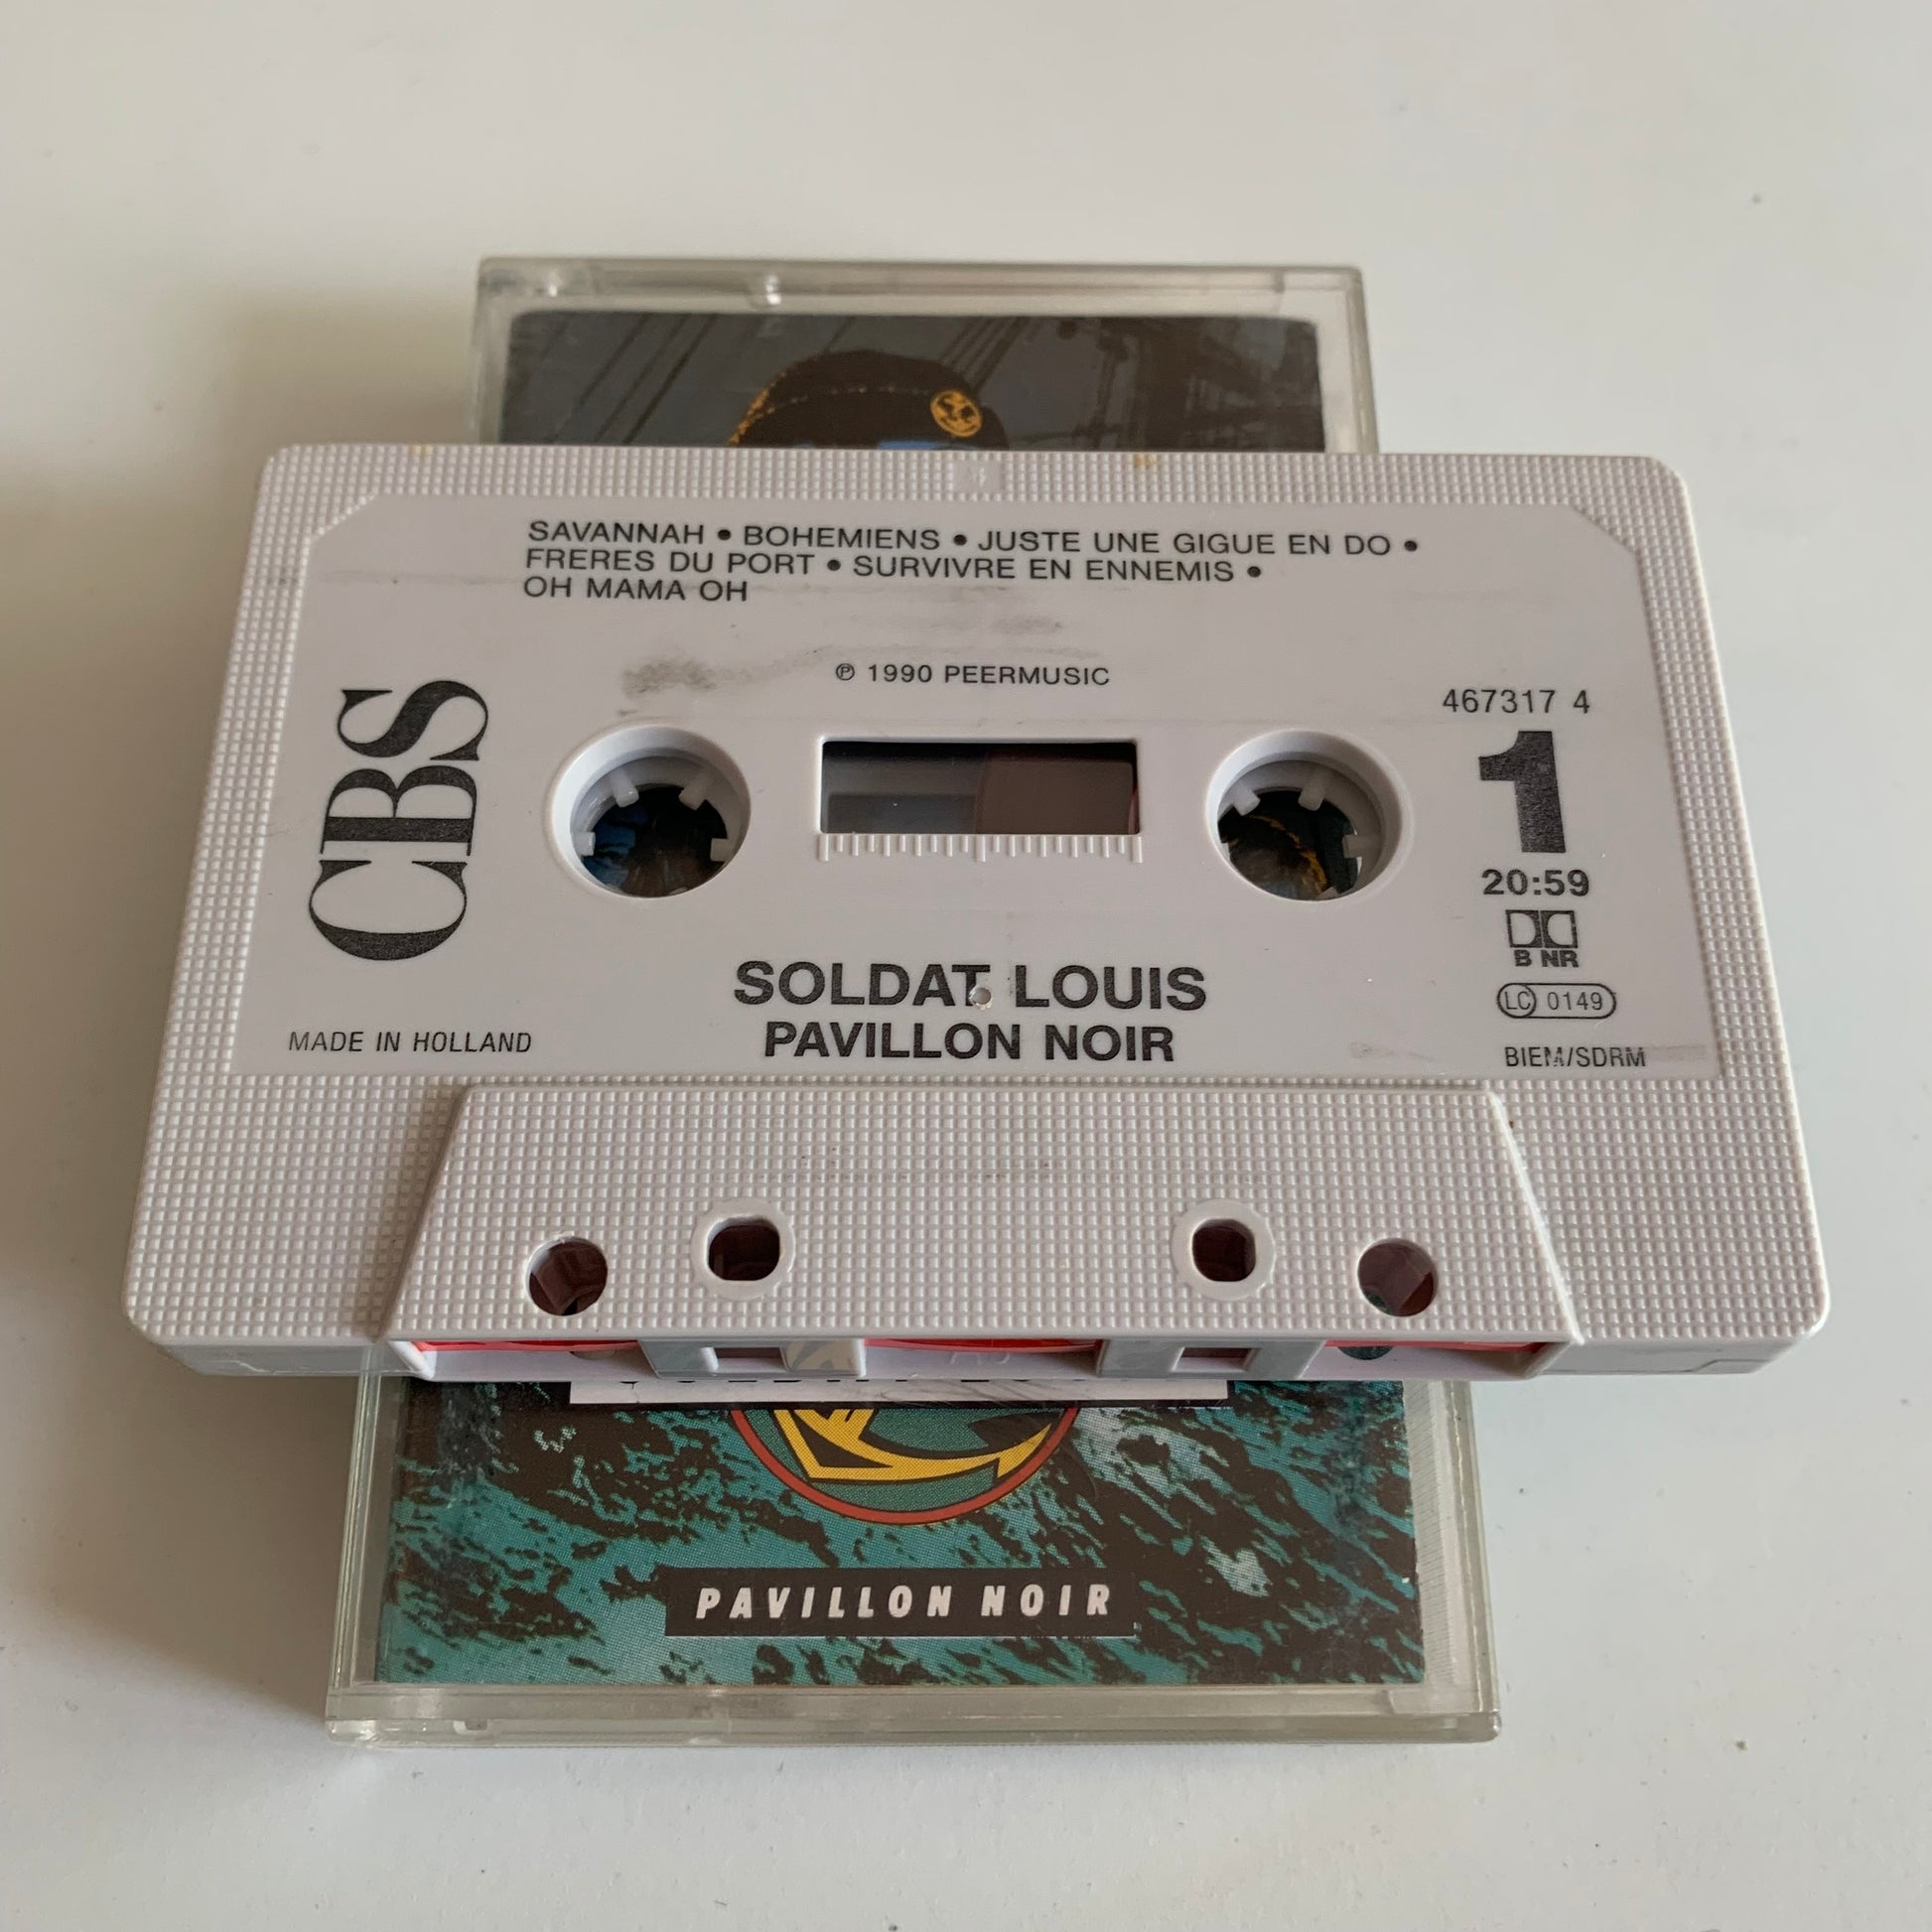 SAVANNAH • BOHEMIENS • JUSTE UNE GIGUE EN DO •
FRERES DU PORT • SURVIVRE EN ENNEMIS •
OH MAMA OH
℗ 1990 PEERMUSIC
467317 4
CBS
1
20:59
B NR
LC 0149
SOLDAT LOUIS
PAVILLON NOIR
MADE IN HOLLAND
BIEM/SDRM
PAVILLON NOIR